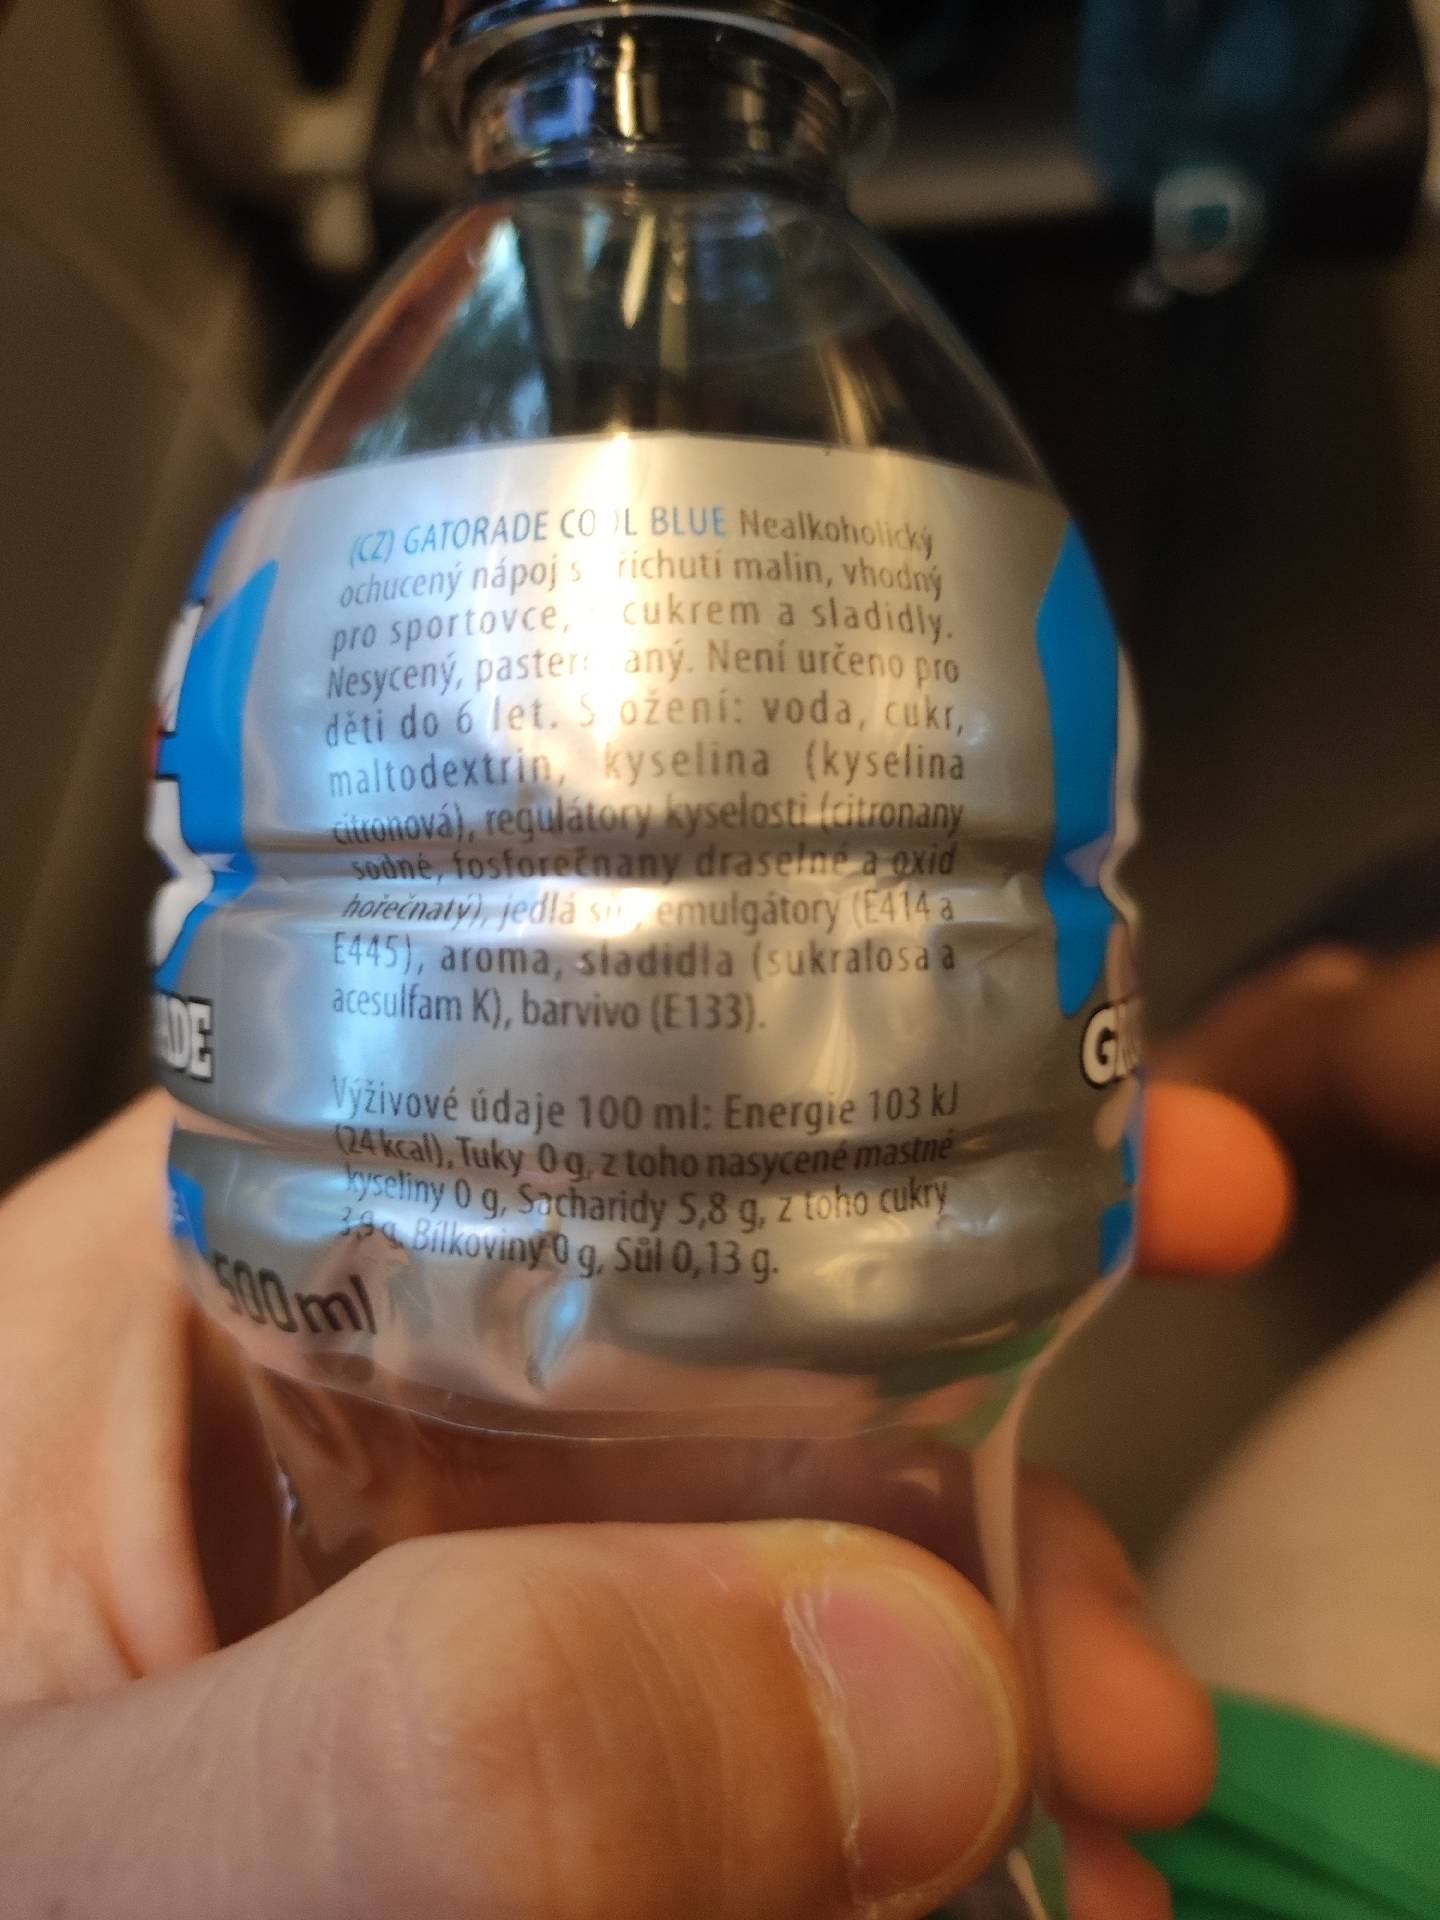 (CZ) GATORADE COOL BLUE Nealkoholický
ochucený nápoj s příchutí malin, vhodný
pro sportovce, s cukrem a sladidly.
Nesycený, pasterovaný. Není určeno pro
děti do 6 let. Složení: voda, cukr,
maltodextrin, kyselina (kyselina
citronová), regulátory kyselosti (citronany
sodné, fosforečnany draselné a oxid
hořečnatý), jedlá sůl, emulgátory (E414 a
E445), aroma, sladidla (sukralosa a
acesulfam K), barvivo (E133).
Výživové údaje 100 ml: Energie 103 kJ
(24 kcal), Tuky 0 g, z toho nasycené mastné
kyseliny 0 g, Sacharidy 5,8 g, z toho cukry
3,9 g, Bílkoviny 0 g, Sůl 0,13 g.
500ml